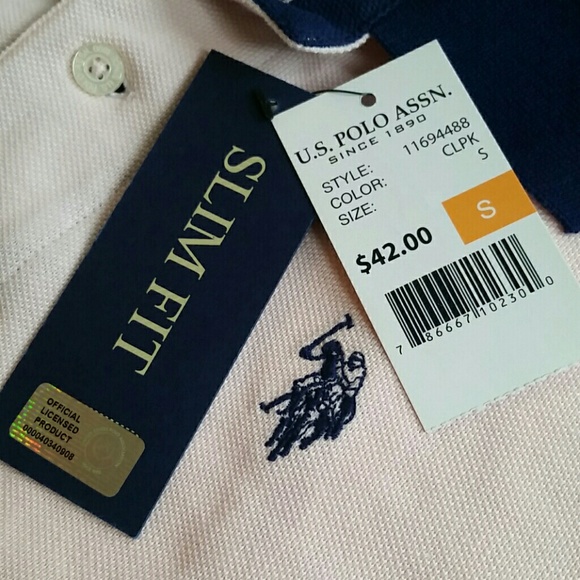 SLIM FIT
OFFICIAL
LICENSED
PRODUCT
000040340908
U.S. POLO ASSN.
SINCE 1890
STYLE: 11694488
COLOR: CLPK
SIZE: S
S
$42.00
7 86667 10230 0